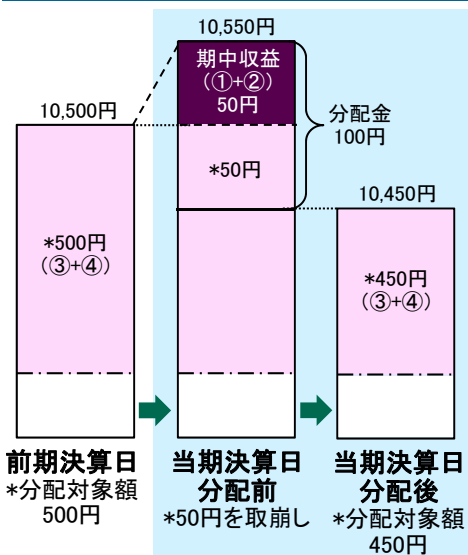 10,550円
期中収益
(①+②)
50円
分配金
100円
10,500円
*50円
10,450円
*500円
(③+④)
*450円
(③+④)
前期決算日
*分配対象額
500円
当期決算日
分配前
*50円を取崩し
当期決算日
分配後
*分配対象額
450円